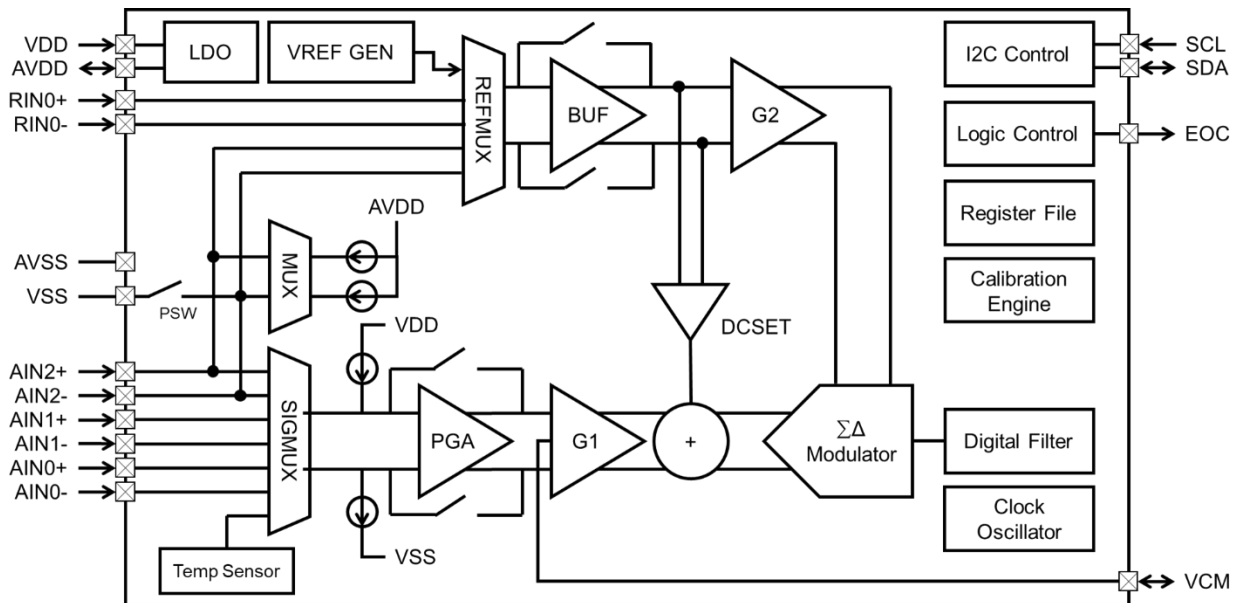 VDD
AVDD
RIN0+
RIN0-
LDO
VREF GEN
REFMUX
BUF
G2
I2C Control
SCL
SDA
Logic Control
EOC
Register File
Calibration
Engine
AVSS
VSS
PSW
MUX
AVDD
VDD
DCSET
AIN2+
AIN2-
AIN1+
AIN1-
AIN0+
AIN0-
SIGMUX
PGA
G1
+
ΣΔ
Modulator
Digital Filter
Clock
Oscillator
VSS
Temp Sensor
VCM